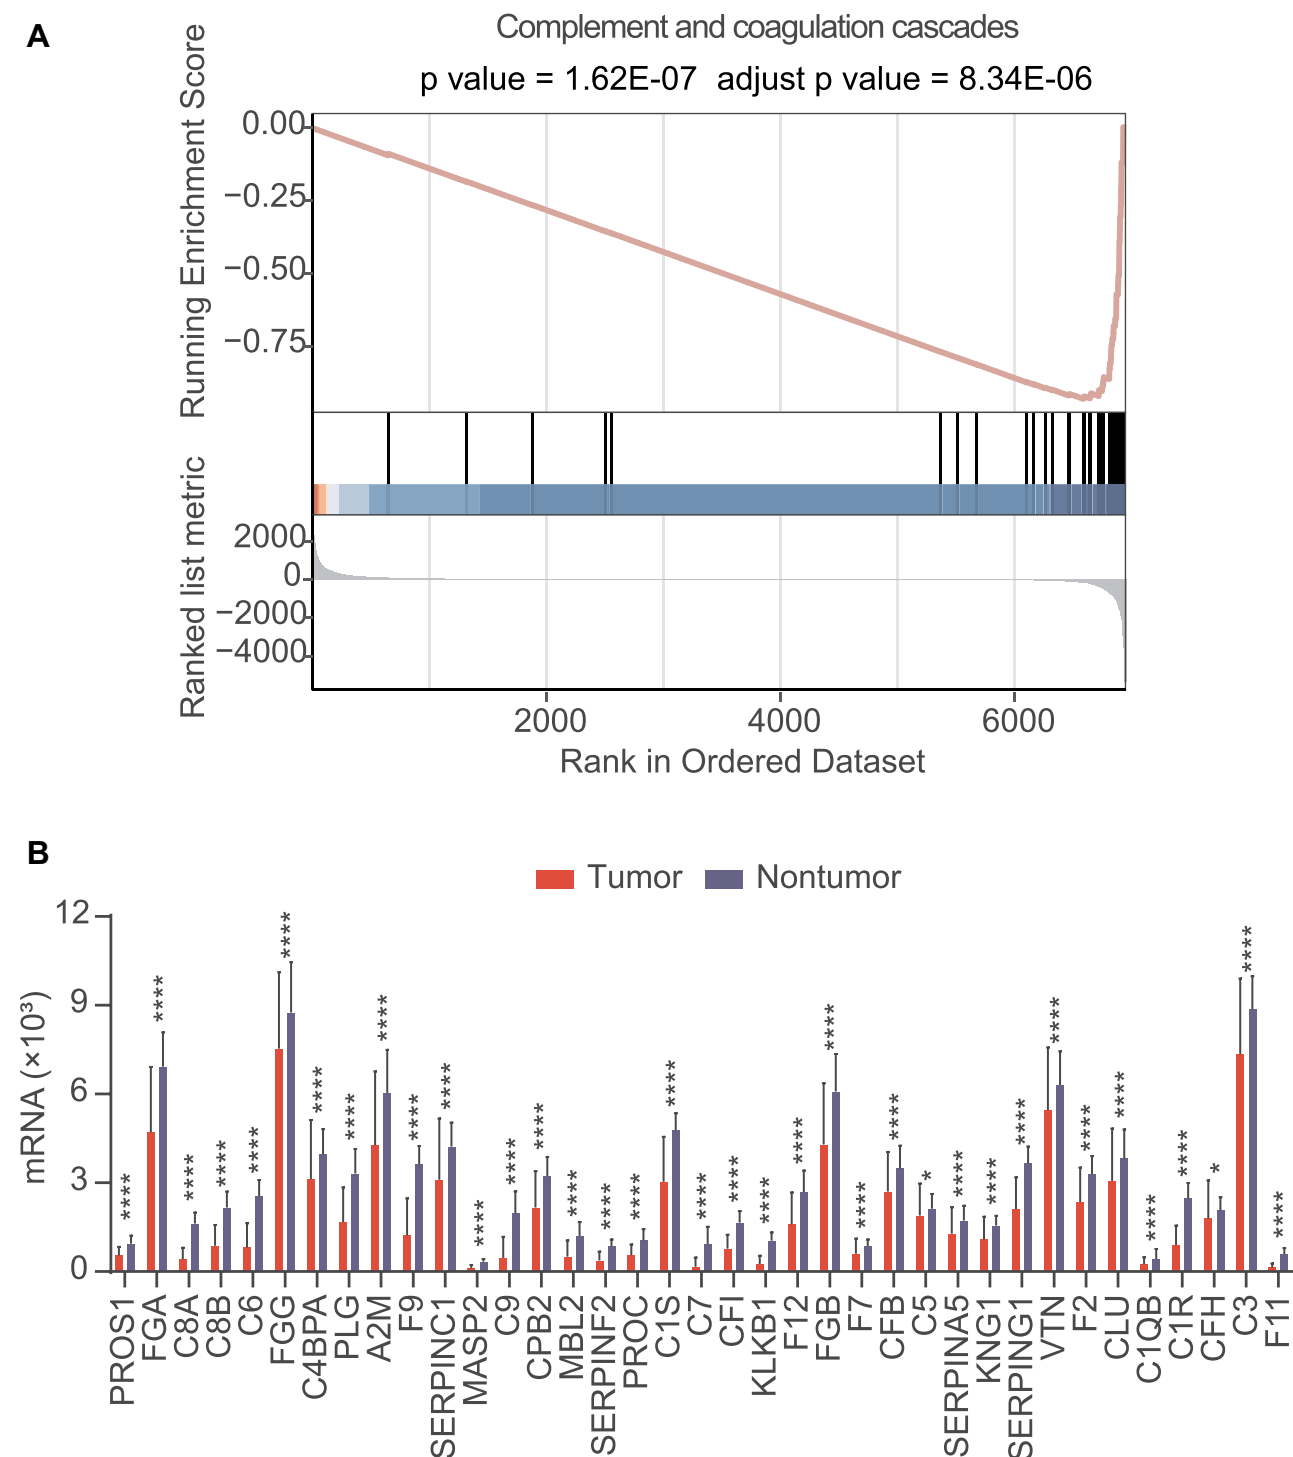 A
Complement and coagulation cascades
p value = 1.62E-07 adjust p value = 8.34E-06
Running Enrichment Score
0.00
−0.25
−0.50
−0.75
Ranked list metric
2000
0
−2000
−4000
2000 4000 6000
Rank in Ordered Dataset
B
Tumor Nontumor
mRNA (×10³)
12
9
6
3
0
**** **** **** **** **** **** **** **** **** **** **** **** **** **** **** **** **** **** **** **** **** **** **** **** **** * **** **** **** **** **** **** **** **** * **** ****
PROS1 FGA C8A C8B C6 FGG C4BPA PLG A2M F9 SERPINC1 MASP2 C9 CPB2 MBL2 SERPINF2 PROC C1S C7 CFI KLKB1 F12 FGB F7 CFB C5 SERPINA5 KNG1 SERPING1 VTN F2 CLU C1QB C1R CFH C3 F11